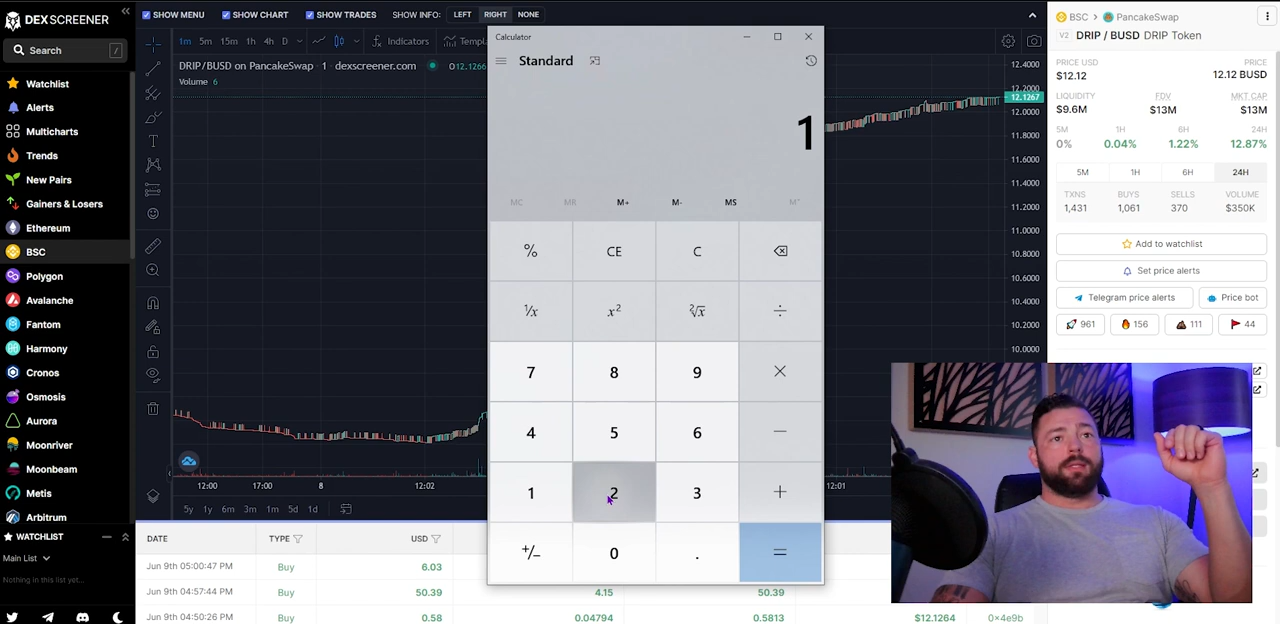 DEX SCREENER
Search /
Watchlist
Alerts
Multicharts
Trends
New Pairs
Gainers & Losers
Ethereum
BSC
Polygon
Avalanche
Fantom
Harmony
Cronos
Osmosis
Aurora
Moonriver
Moonbeam
Metis
Arbitrum
WATCHLIST
Main List
Nothing in this list yet...
SHOW MENU SHOW CHART SHOW TRADES SHOW INFO: LEFT RIGHT NONE
1m 5m 15m 1h 4h D Indicators Templa
DRIP/BUSD on PancakeSwap · 1 · dexscreener.com O12.1266
Volume 6
12.4000
12.2000
12.1267
12.0000
11.8000
11.6000
11.4000
11.2000
11.0000
10.8000
10.6000
10.4000
10.2000
10.0000
12:00 17:00 8 12:02 12:01
5y 1y 6m 3m 1m 5d 1d
DATE TYPE USD
Jun 9th 05:00:47 PM Buy 6.03
Jun 9th 04:57:44 PM Buy 50.39 4.15 50.39
Jun 9th 04:50:26 PM Buy 0.58 0.04794 0.5813 $12.1264 0x4e9b
Calculator
Standard
1
MC MR M+ M- MS M˅
% CE C
¹/x x² ²√x ÷
7 8 9 ×
4 5 6 −
1 2 3 +
+/− 0 . =
BSC > PancakeSwap
V2 DRIP / BUSD DRIP Token
PRICE USD PRICE
$12.12 12.12 BUSD
LIQUIDITY FDV MKT CAP
$9.6M $13M $13M
5M 1H 6H 24H
0% 0.04% 1.22% 12.87%
5M 1H 6H 24H
TXNS BUYS SELLS VOLUME
1,431 1,061 370 $350K
Add to watchlist
Set price alerts
Telegram price alerts Price bot
961 156 111 44